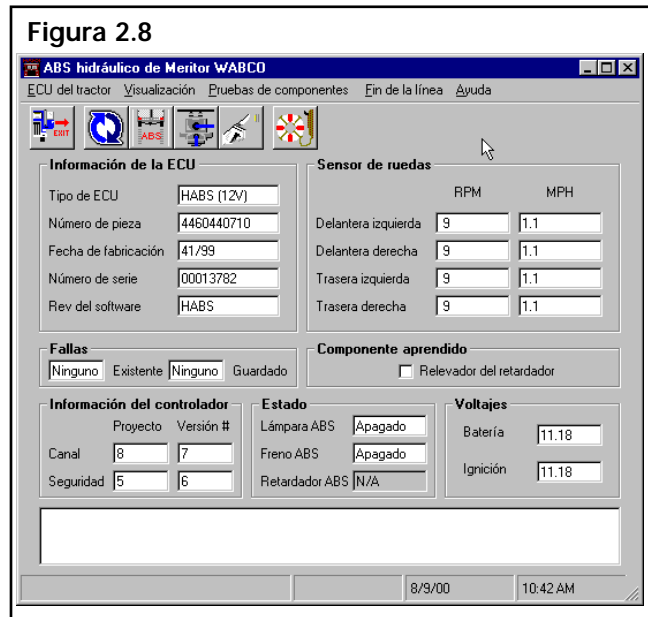 Figura 2.8
ABS hidráulico de Meritor WABCO
ECU del tractor Visualización Pruebas de componentes Fin de la línea Ayuda
EXIT
ABS
Información de la ECU
Tipo de ECU HABS (12V)
Número de pieza 4460440710
Fecha de fabricación 41/99
Número de serie 00013782
Rev del software HABS
Sensor de ruedas
RPM MPH
Delantera izquierda 9 1.1
Delantera derecha 9 1.1
Trasera izquierda 9 1.1
Trasera derecha 9 1.1
Fallas
Ninguno Existente Ninguno Guardado
Componente aprendido
Relevador del retardador
Información del controlador
Proyecto Versión #
Canal 8 7
Seguridad 5 6
Estado
Lámpara ABS Apagado
Freno ABS Apagado
Retardador ABS N/A
Voltajes
Batería 11.18
Ignición 11.18
8/9/00 10:42 AM